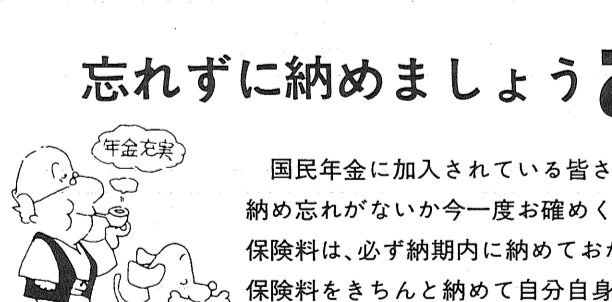 忘れずに納めましょう
年金充実
国民年金に加入されている皆さ
納め忘れがないか今一度お確めく
保険料は、必ず納期内に納めてお
保険料をきちんと納めて自分自身